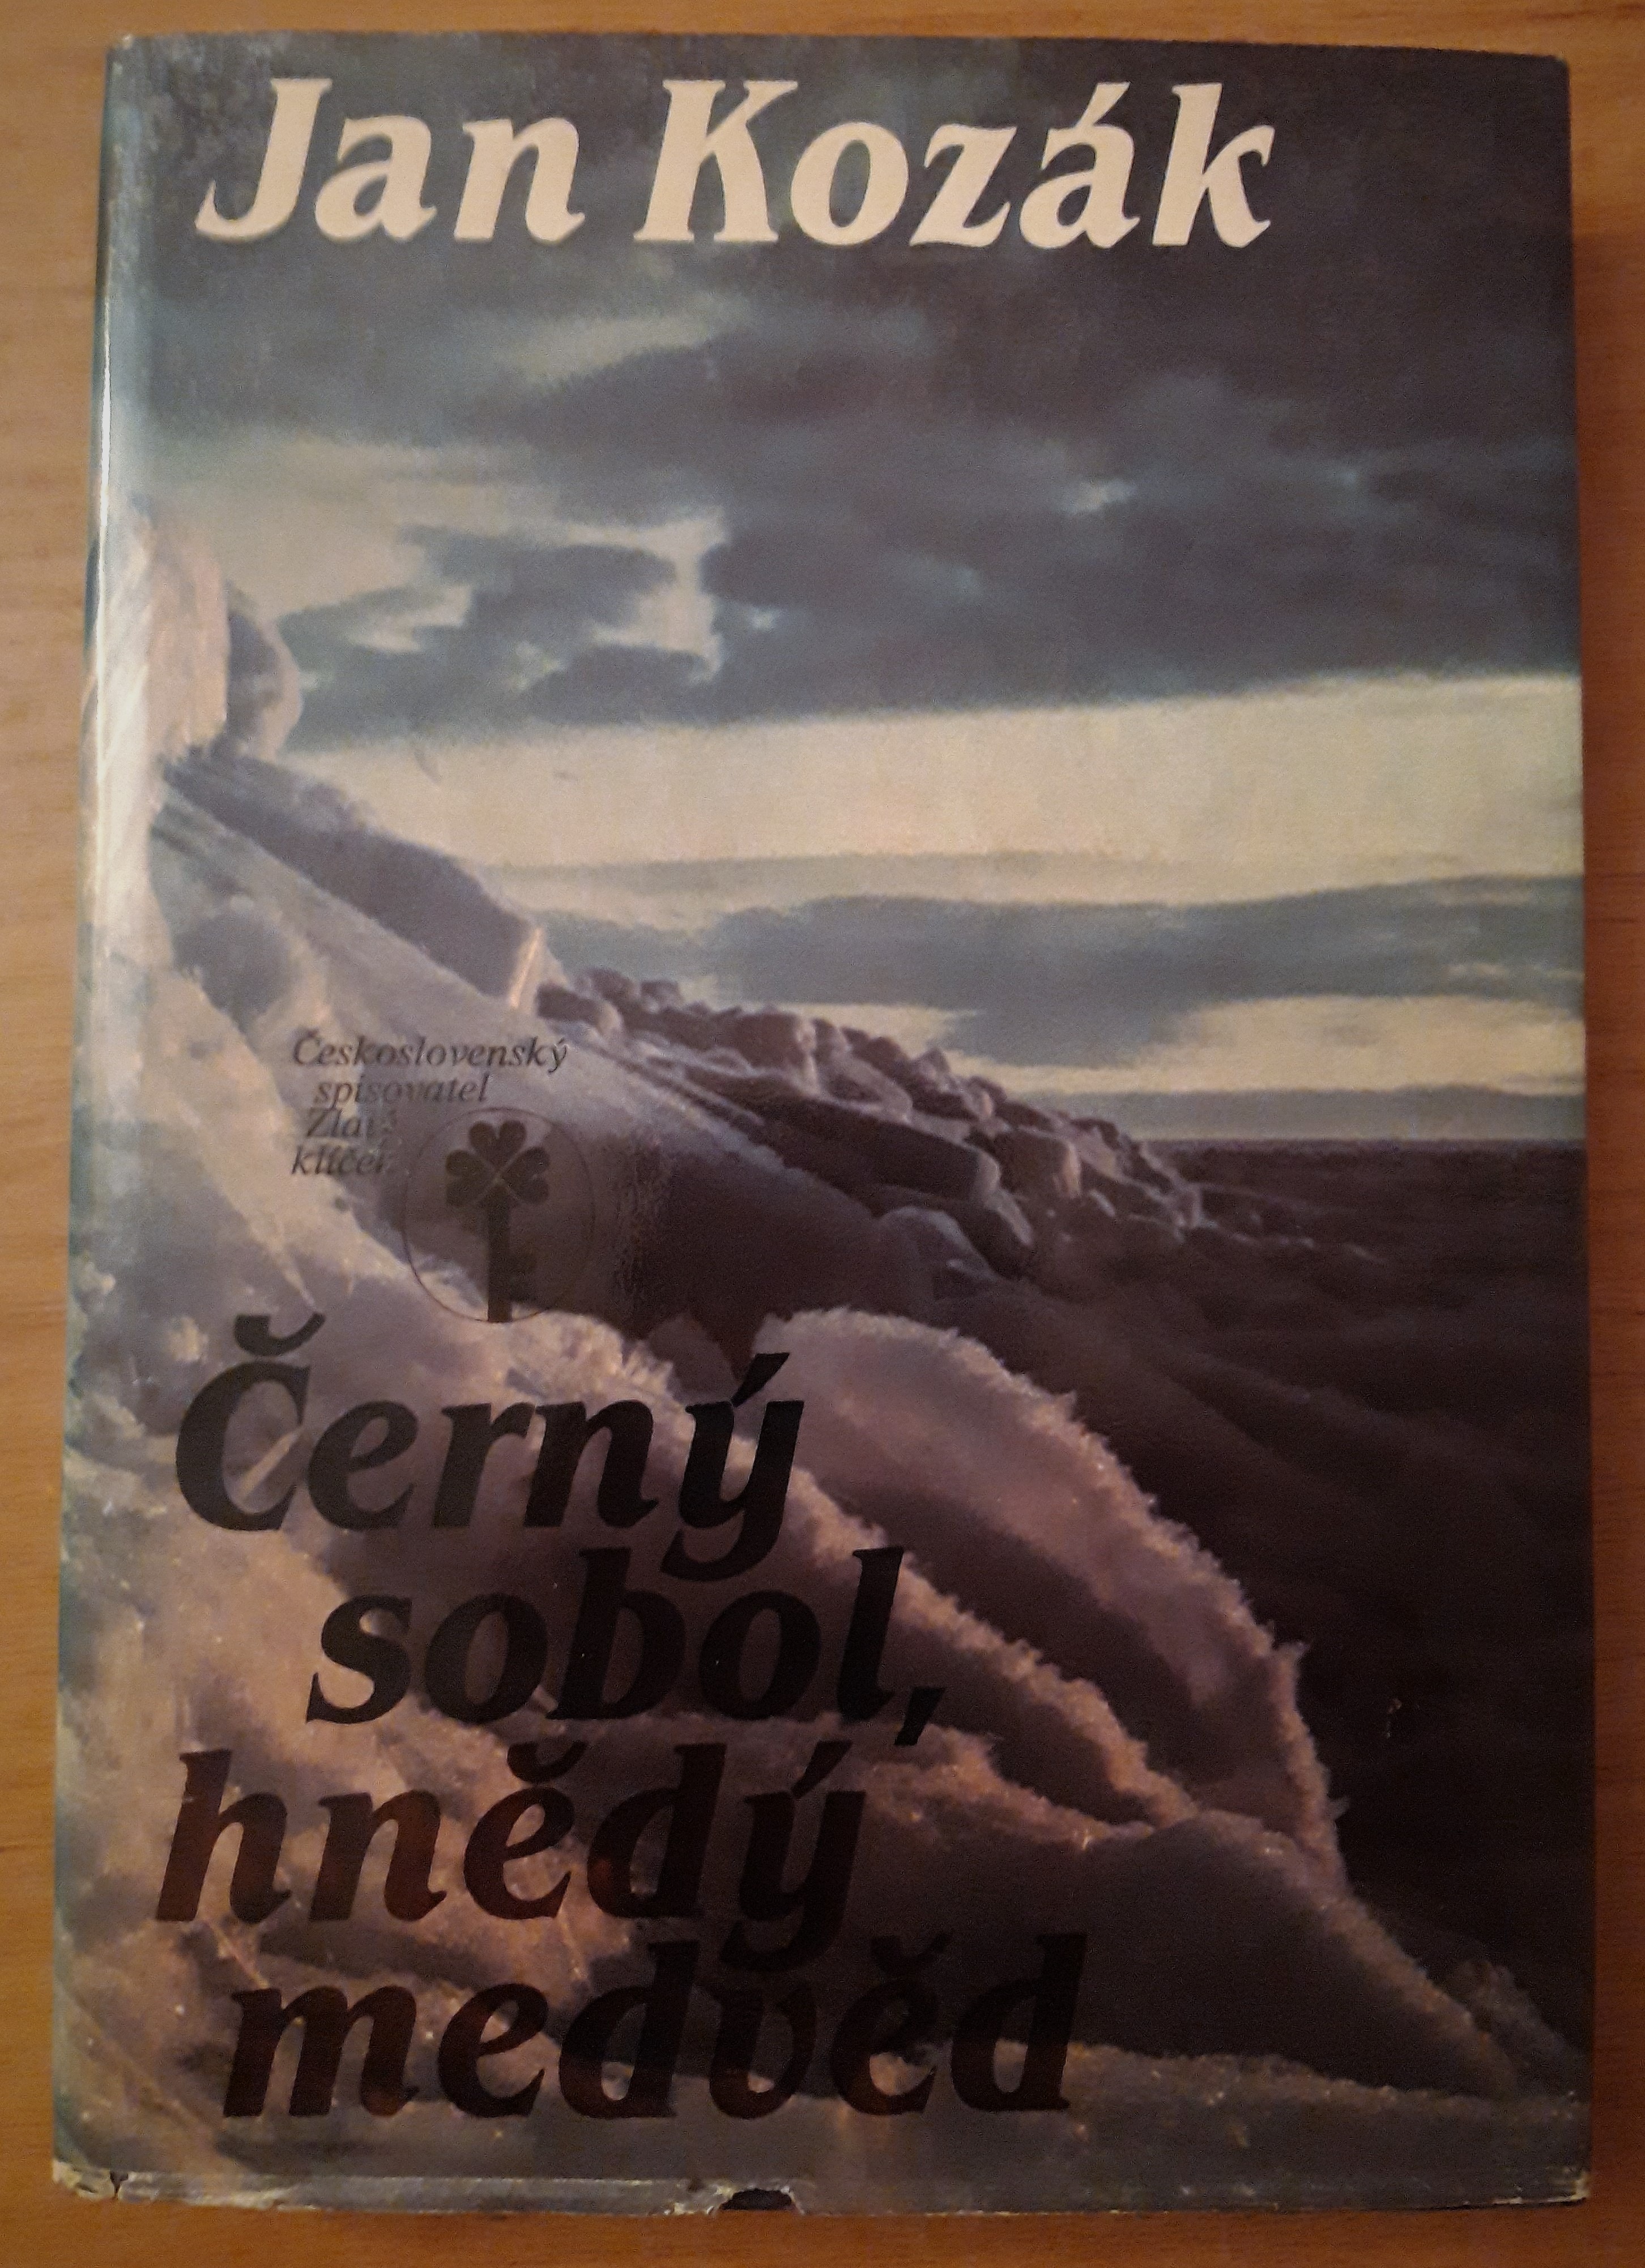 Jan Kozák
Československý
spisovatel
Zlatý
klíček
Černý
sobol,
hnědý
medvěd